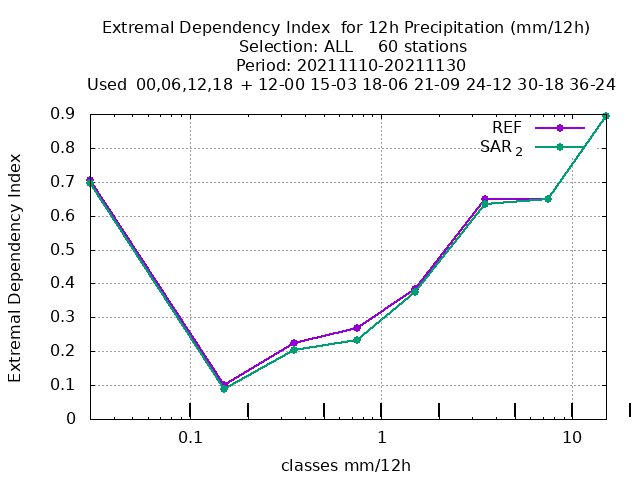 Extremal Dependency Index  for 12h Precipitation (mm/12h)
Selection: ALL     60 stations
Period: 20211110-20211130
Used  00,06,12,18 + 12-00 15-03 18-06 21-09 24-12 30-18 36-24
REF
SAR 2
0.9
0.8
0.7
0.6
0.5
0.4
0.3
0.2
0.1
0
Extremal Dependency Index
0.1 1 10
classes mm/12h